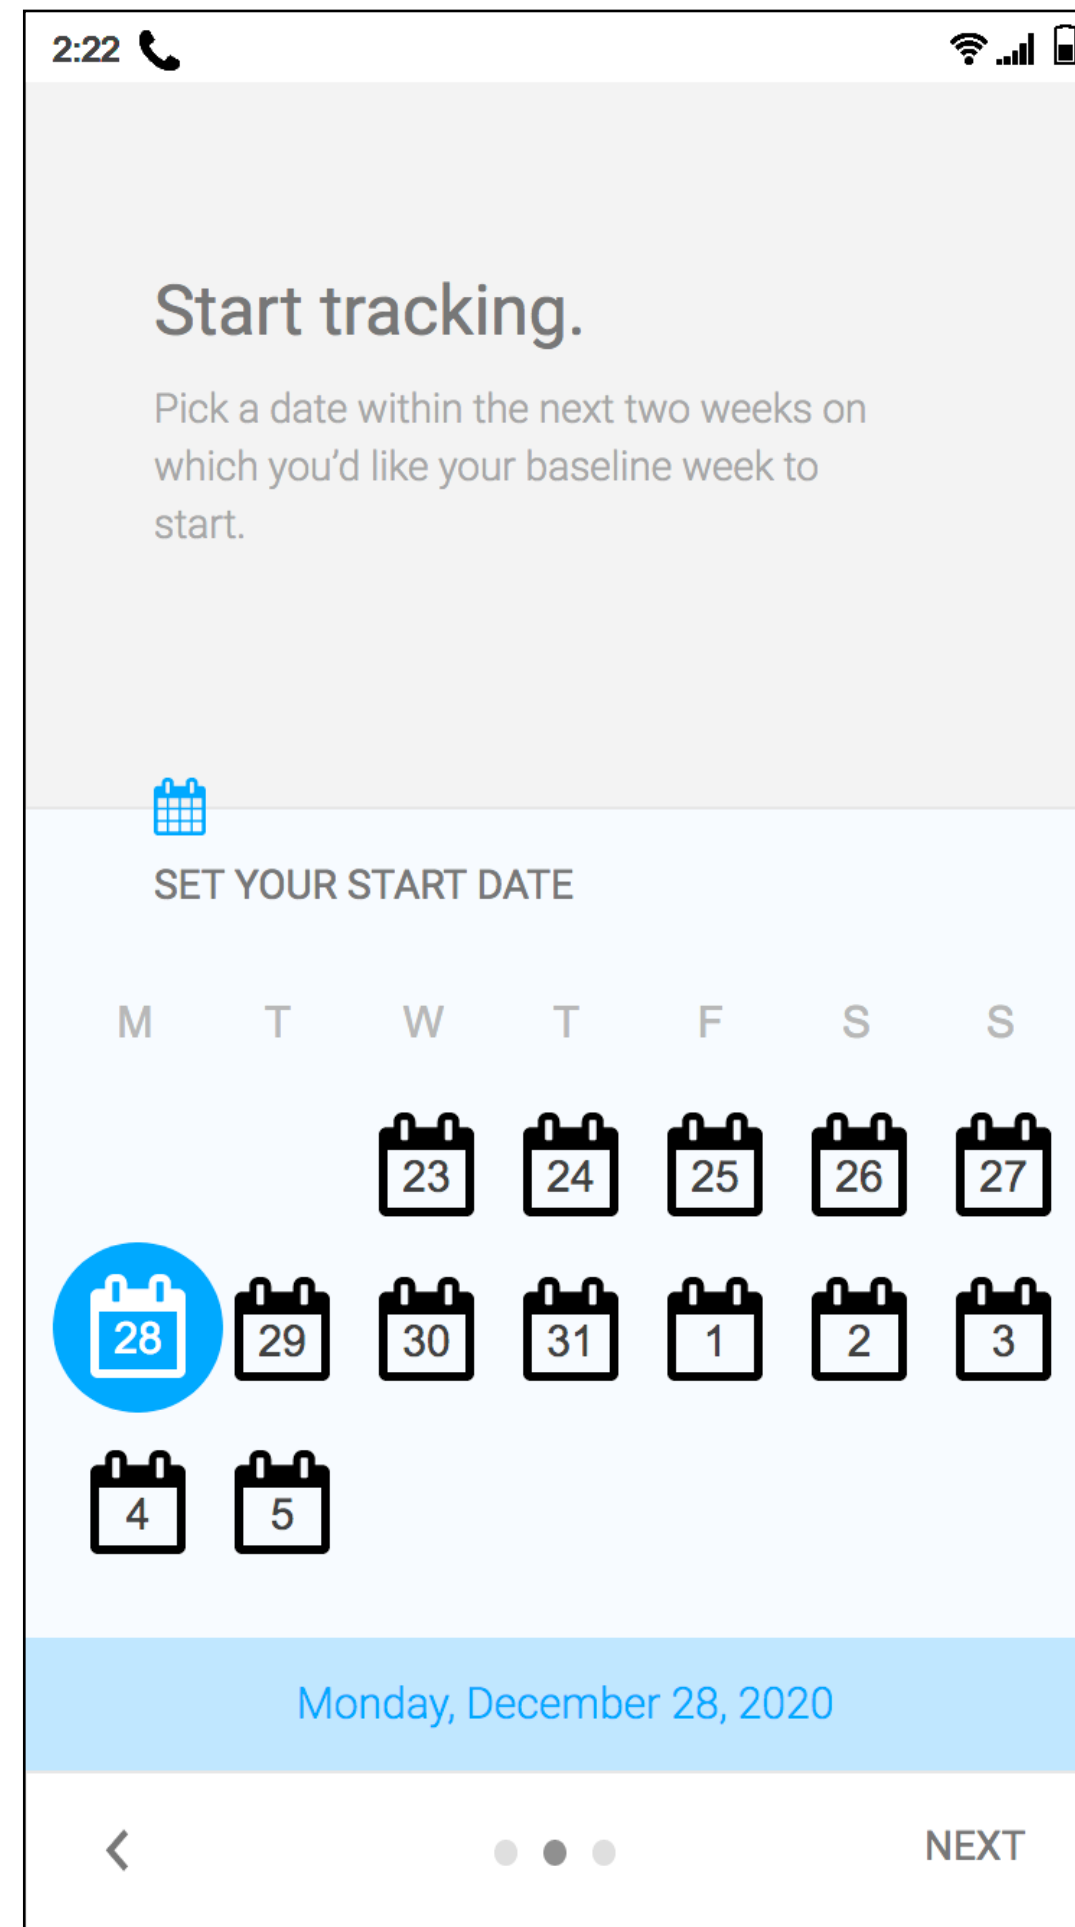 2:22
Start tracking.
Pick a date within the next two weeks on
which you’d like your baseline week to
start.
SET YOUR START DATE
M T W T F S S
23 24 25 26 27
28 29 30 31 1 2 3
4 5
Monday, December 28, 2020
NEXT